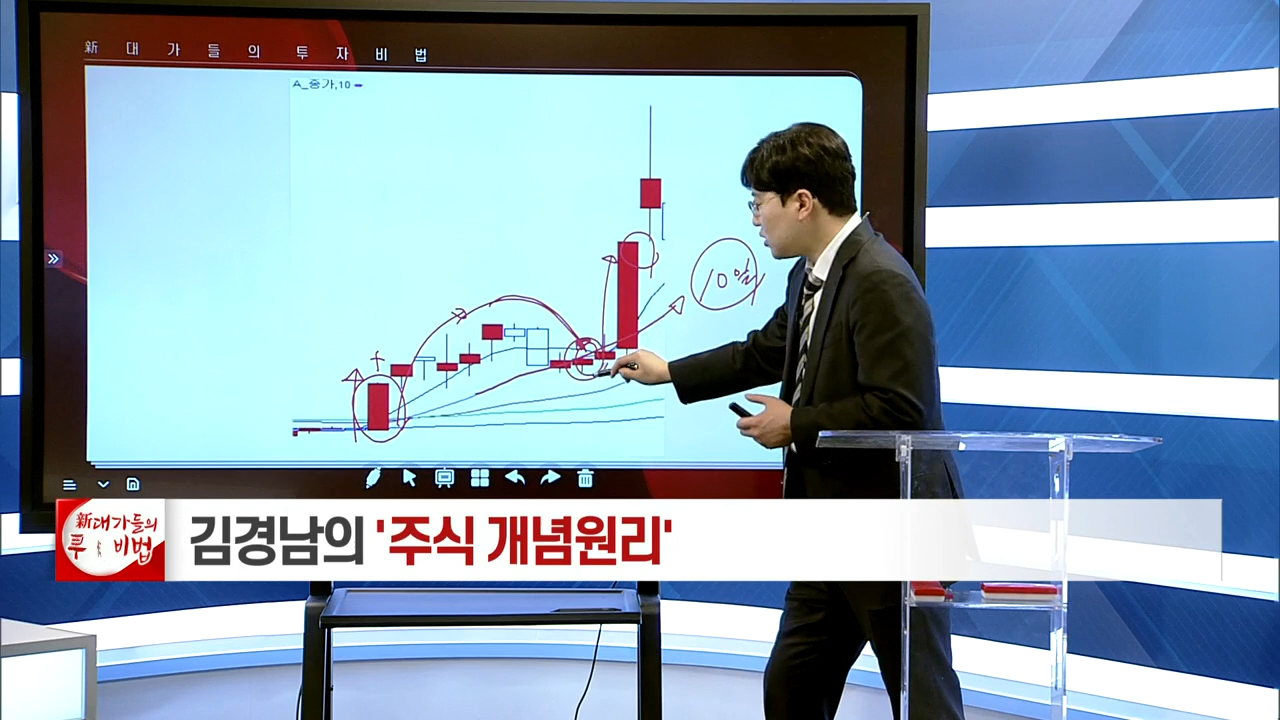 新 대 가 들 의 투 자 비 법
A_종가,10
10일
新대가들의
투 비법
김경남의 '주식 개념원리'